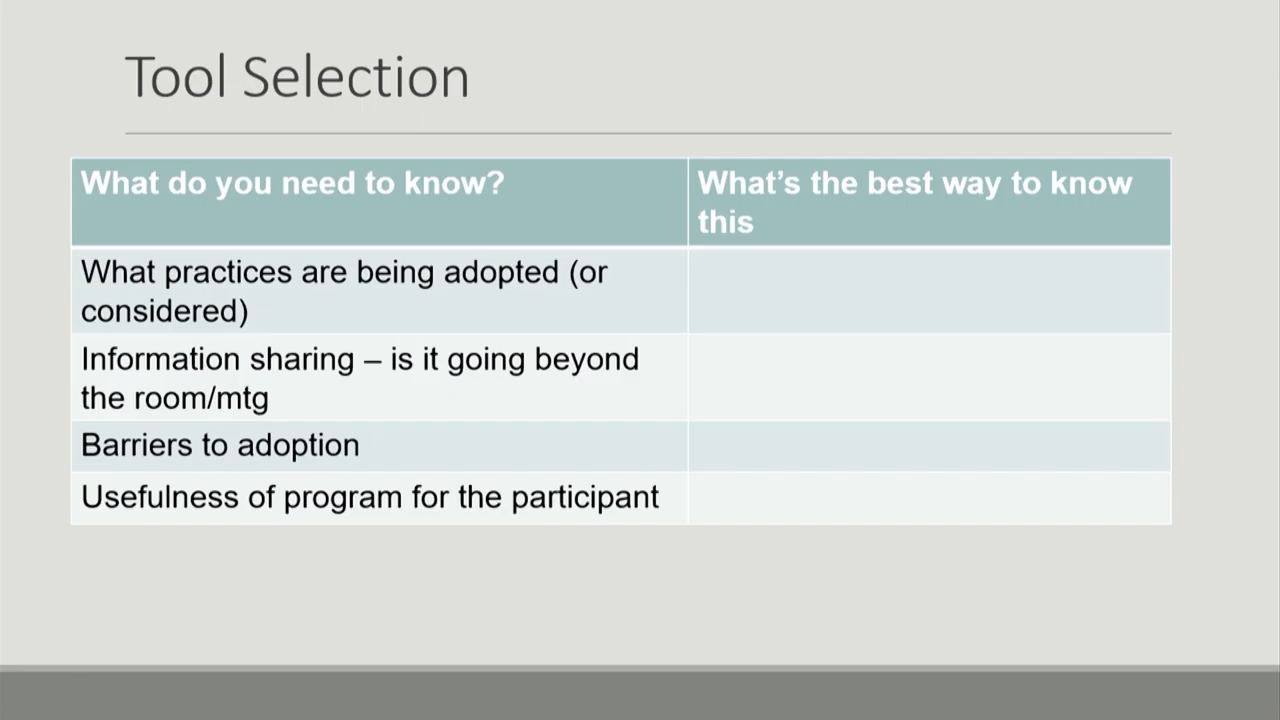 Tool Selection
What do you need to know?
What’s the best way to know
this
What practices are being adopted (or
considered)
Information sharing – is it going beyond
the room/mtg
Barriers to adoption
Usefulness of program for the participant